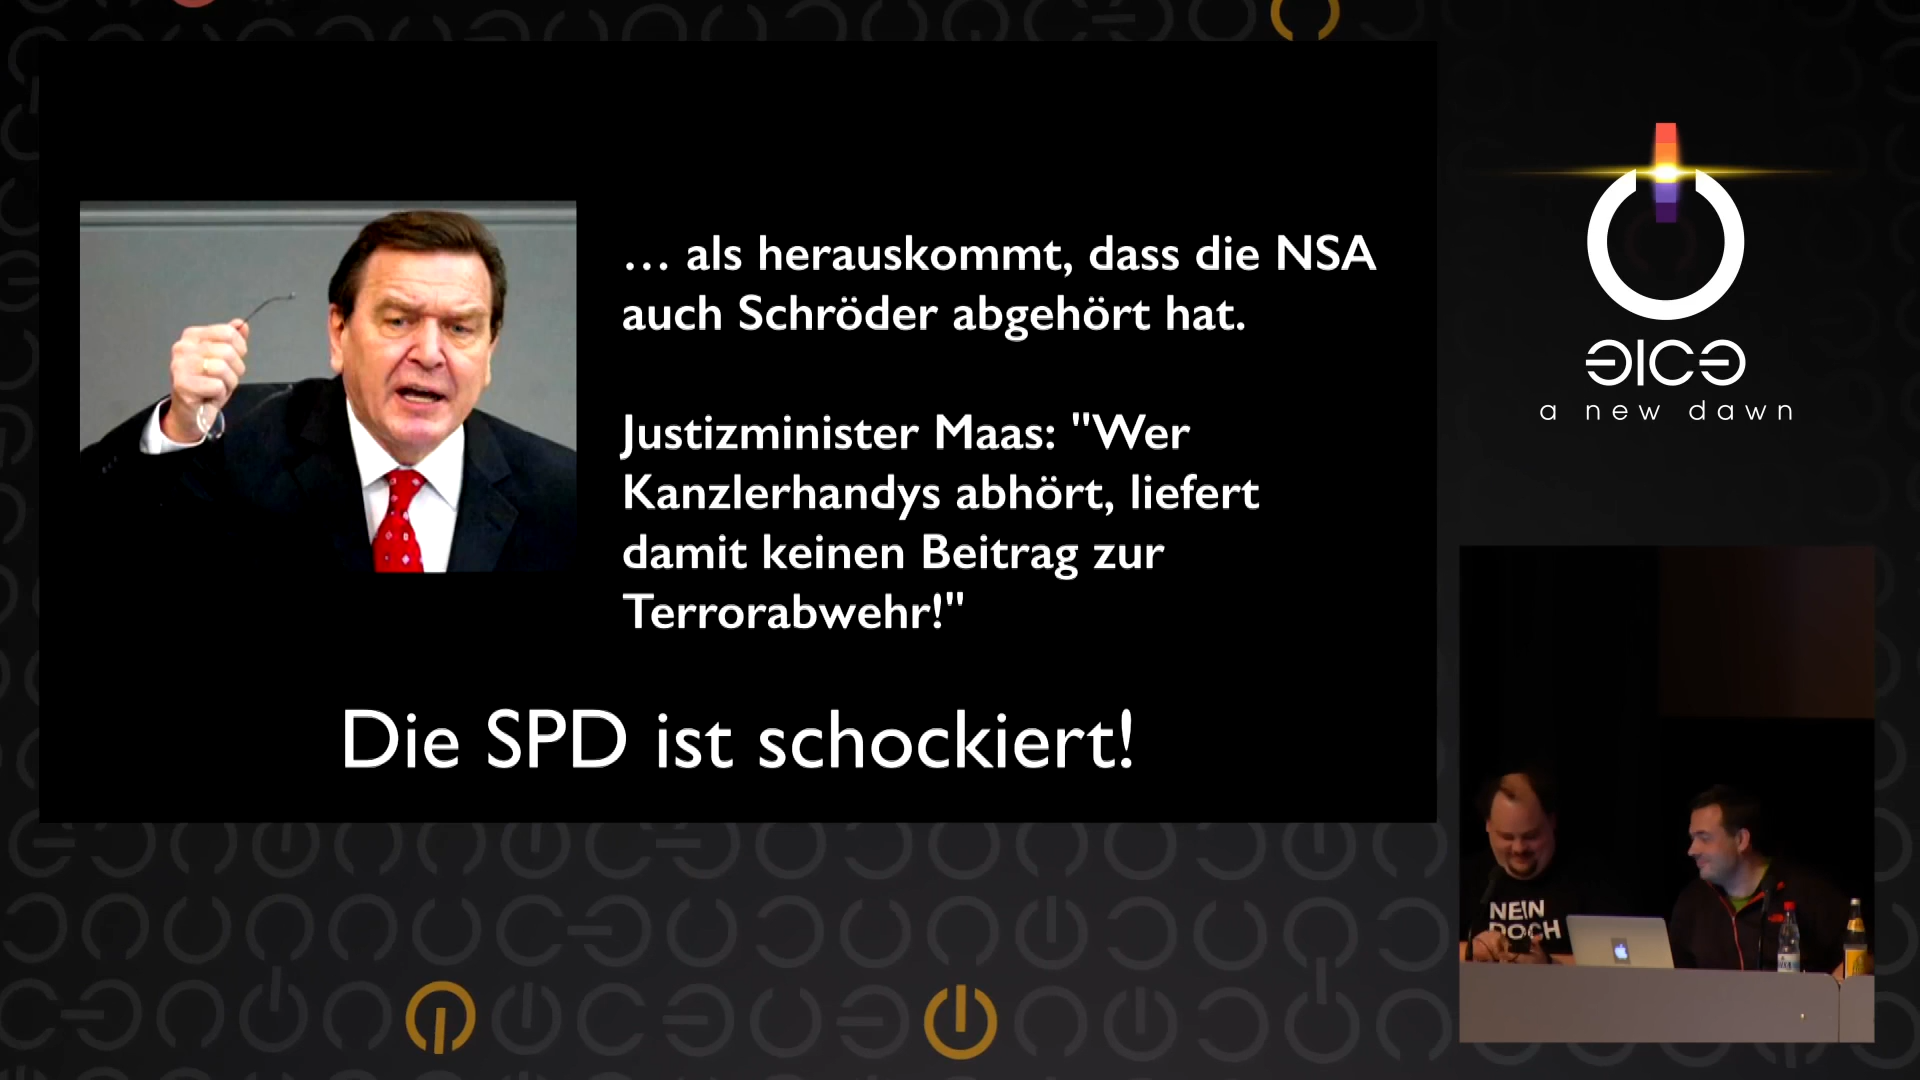 … als herauskommt, dass die NSA
auch Schröder abgehört hat.
Justizminister Maas: "Wer
Kanzlerhandys abhört, liefert
damit keinen Beitrag zur
Terrorabwehr!"
Die SPD ist schockiert!
a new dawn
NEIN
DOCH